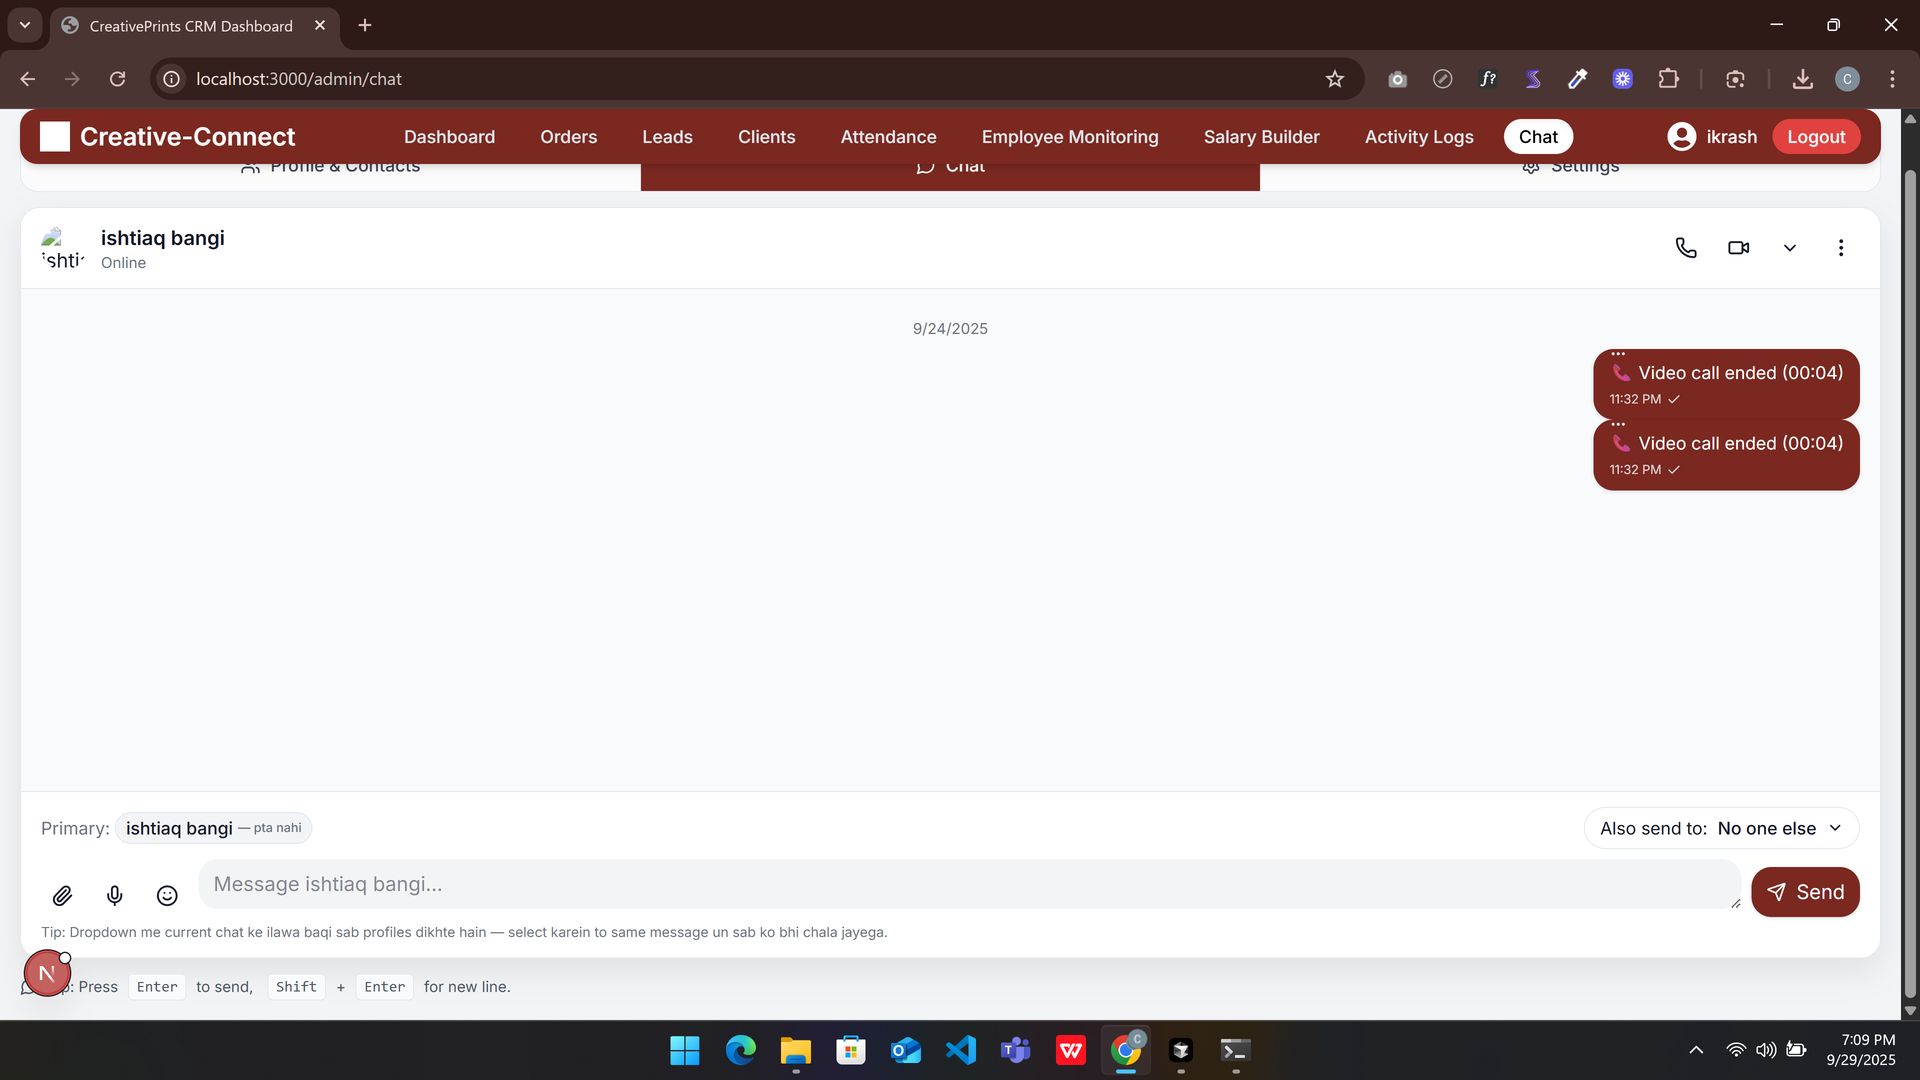 CreativePrints CRM Dashboard
localhost:3000/admin/chat
C
Creative-Connect
Dashboard
Orders
Leads
Clients
Attendance
Employee Monitoring
Salary Builder
Activity Logs
Chat
ikrash
Logout
Profile & Contacts
Chat
Settings
ishti
ishtiaq bangi
Online
9/24/2025
Video call ended (00:04)
11:32 PM
Video call ended (00:04)
11:32 PM
Primary: ishtiaq bangi — pta nahi
Also send to: No one else
Message ishtiaq bangi...
Send
Tip: Dropdown me current chat ke ilawa baqi sab profiles dikhte hain — select karein to same message un sab ko bhi chala jayega.
N
Press Enter to send, Shift + Enter for new line.
C
7:09 PM
9/29/2025